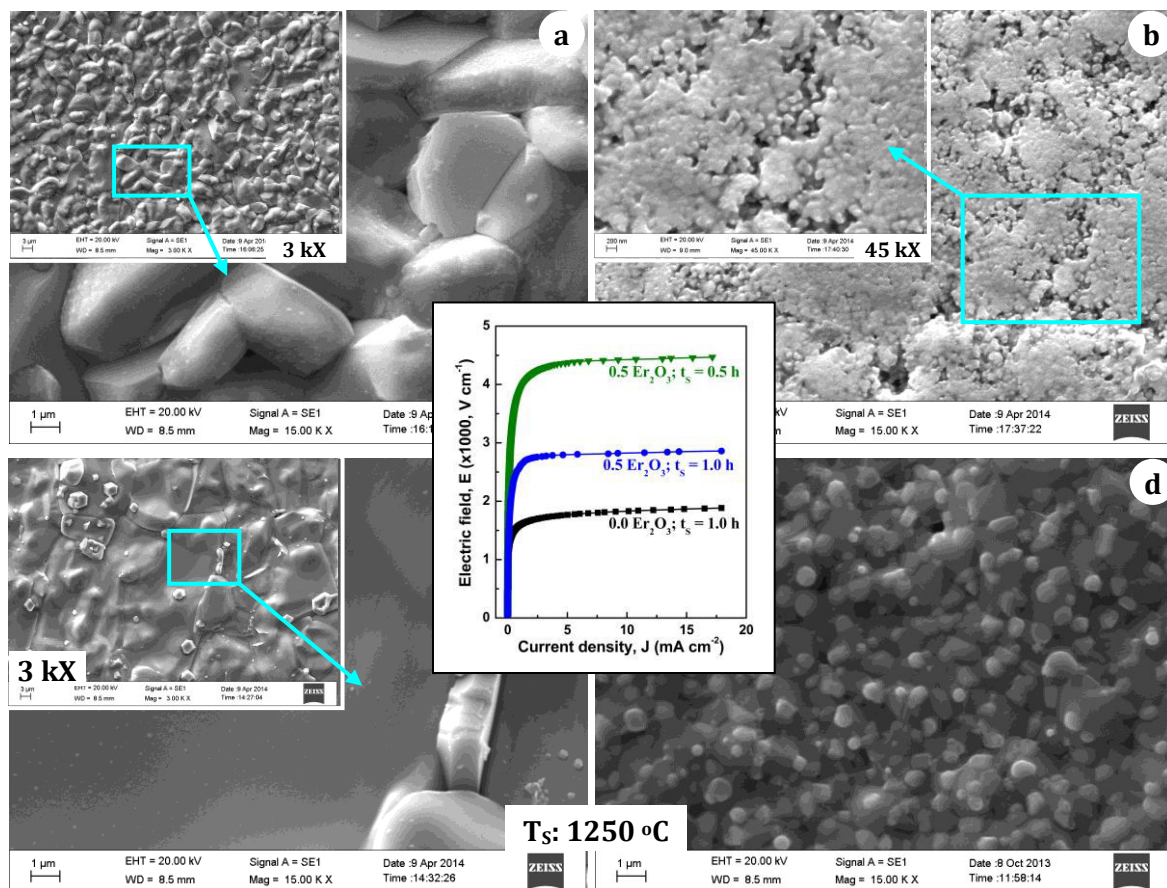 a
3 µm
EHT = 20.00 kV
Signal A = SE1
WD = 8.5 mm
Mag = 3.00 K X
Time :16:06:25
3 kX
1 µm
EHT = 20.00 kV
Signal A = SE1
Date :9 Apr
WD = 8.5 mm
Mag = 15.00 K X
b
200 nm
EHT = 20.00 kV
Signal A = SE1
9 Apr 2014
WD = 9.0 mm
Mag = 45.00 K X
17:40:30
45 kX
Signal A = SE1
Date :9 Apr 2014
Mag = 15.00 K X
Time :17:37:22
ZEISS
5
4
3
2
1
0
Electric field, E (x1000, V cm⁻¹)
0.5 Er₂O₃; tₛ = 0.5 h
0.5 Er₂O₃; tₛ = 1.0 h
0.0 Er₂O₃; tₛ = 1.0 h
0 5 10 15 20
Current density, J (mA cm⁻²)
3 kX
3 µm
EHT = 20.00 kV
Signal A = SE1
Date :9 Apr 2014
WD = 8.5 mm
Mag = 3.00 K X
Time :14:27:04
ZEISS
1 µm
EHT = 20.00 kV
Signal A = SE1
Date :9 Apr 2014
WD = 8.5 mm
Mag = 15.00 K X
Time :14:32:26
ZEISS
Tₛ: 1250 °C
d
1 µm
EHT = 20.00 kV
Signal A = SE1
Date :8 Oct 2013
WD = 8.5 mm
Mag = 15.00 K X
Time :11:58:14
ZEISS